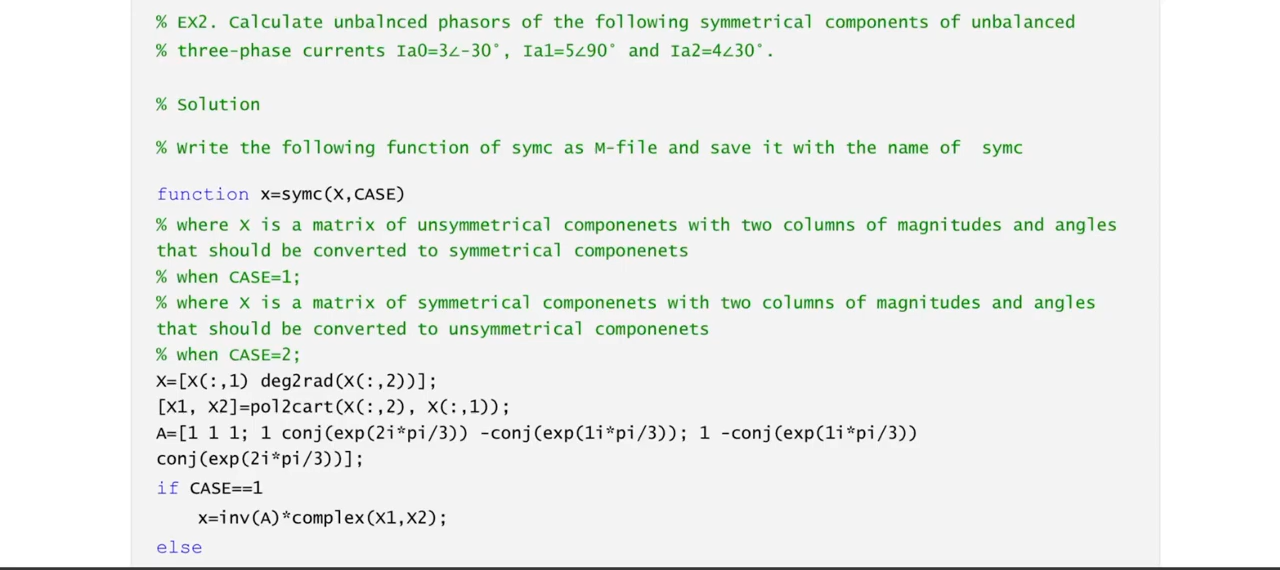 % EX2. Calculate unbalnced phasors of the following symmetrical components of unbalanced
% three-phase currents Ia0=3∠-30˚, Ia1=5∠90˚ and Ia2=4∠30˚.
% Solution
% Write the following function of symc as M-file and save it with the name of  symc
function x=symc(X,CASE)
% where X is a matrix of unsymmetrical componenets with two columns of magnitudes and angles
that should be converted to symmetrical componenets
% when CASE=1;
% where X is a matrix of symmetrical componenets with two columns of magnitudes and angles
that should be converted to unsymmetrical componenets
% when CASE=2;
X=[X(:,1) deg2rad(X(:,2))];
[X1, X2]=pol2cart(X(:,2), X(:,1));
A=[1 1 1; 1 conj(exp(2i*pi/3)) -conj(exp(1i*pi/3)); 1 -conj(exp(1i*pi/3))
conj(exp(2i*pi/3))];
if CASE==1
x=inv(A)*complex(X1,X2);
else